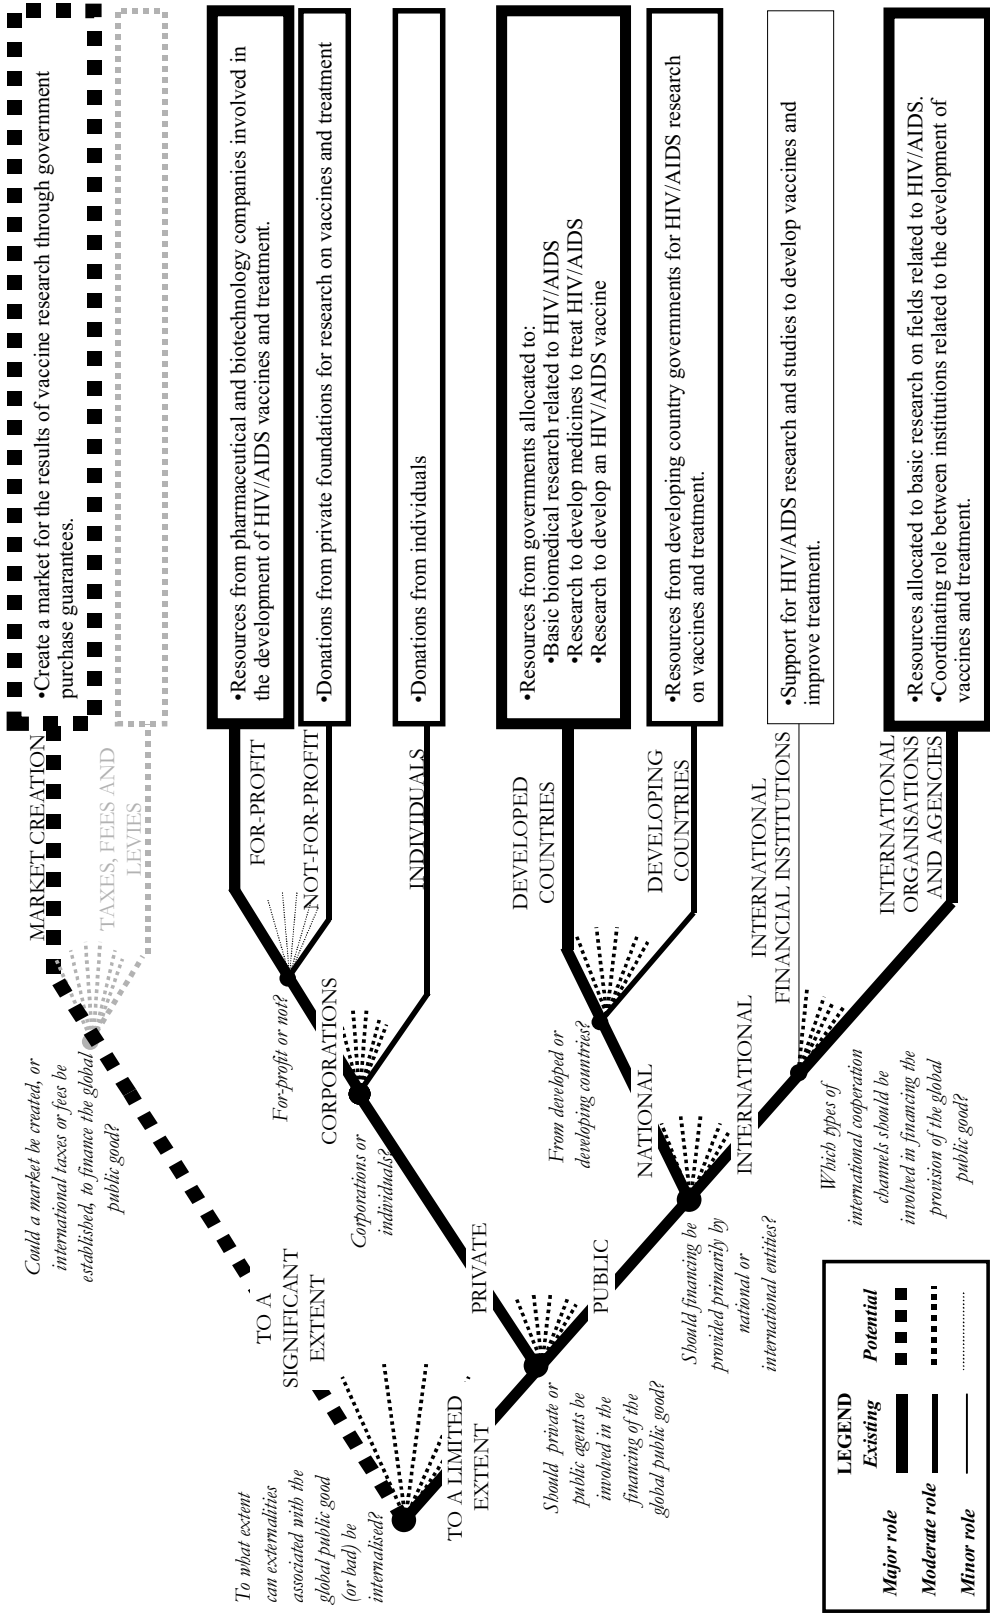 To what extent
can externalities
associated with the
global public good
(or bad) be
internalised?
TO A
SIGNIFICANT
EXTENT
TO A LIMITED
EXTENT
Could a market be created, or
international taxes or fees be
established, to finance the global
public good?
MARKET CREATION
•Create a market for the results of vaccine research through government
purchase guarantees.
TAXES, FEES AND
LEVIES
Should private or
public agents be
involved in the
financing of the
global public good?
PRIVATE
PUBLIC
Corporations or
individuals?
CORPORATIONS
For-profit or not?
FOR-PROFIT
•Resources from pharmaceutical and biotechnology companies involved in
the development of HIV/AIDS vaccines and treatment.
NOT-FOR-PROFIT
•Donations from private foundations for research on vaccines and treatment
INDIVIDUALS
•Donations from individuals
Should financing be
provided primarily by
national or
international entities?
NATIONAL
INTERNATIONAL
From developed or
developing countries?
DEVELOPED
COUNTRIES
•Resources from governments allocated to:
•Basic biomedical research related to HIV/AIDS
•Research to develop medicines to treat HIV/AIDS
•Research to develop an HIV/AIDS vaccine
DEVELOPING
COUNTRIES
•Resources from developing country governments for HIV/AIDS research
on vaccines and treatment.
Which types of
international cooperation
channels should be
involved in financing the
provision of the global
public good?
INTERNATIONAL
FINANCIAL INSTITUTIONS
•Support for HIV/AIDS research and studies to develop vaccines and
improve treatment.
INTERNATIONAL
ORGANISATIONS
AND AGENCIES
•Resources allocated to basic research on fields related to HIV/AIDS.
•Coordinating role between institutions related to the development of
vaccines and treatment.
LEGEND
Existing Potential
Major role
Moderate role
Minor role